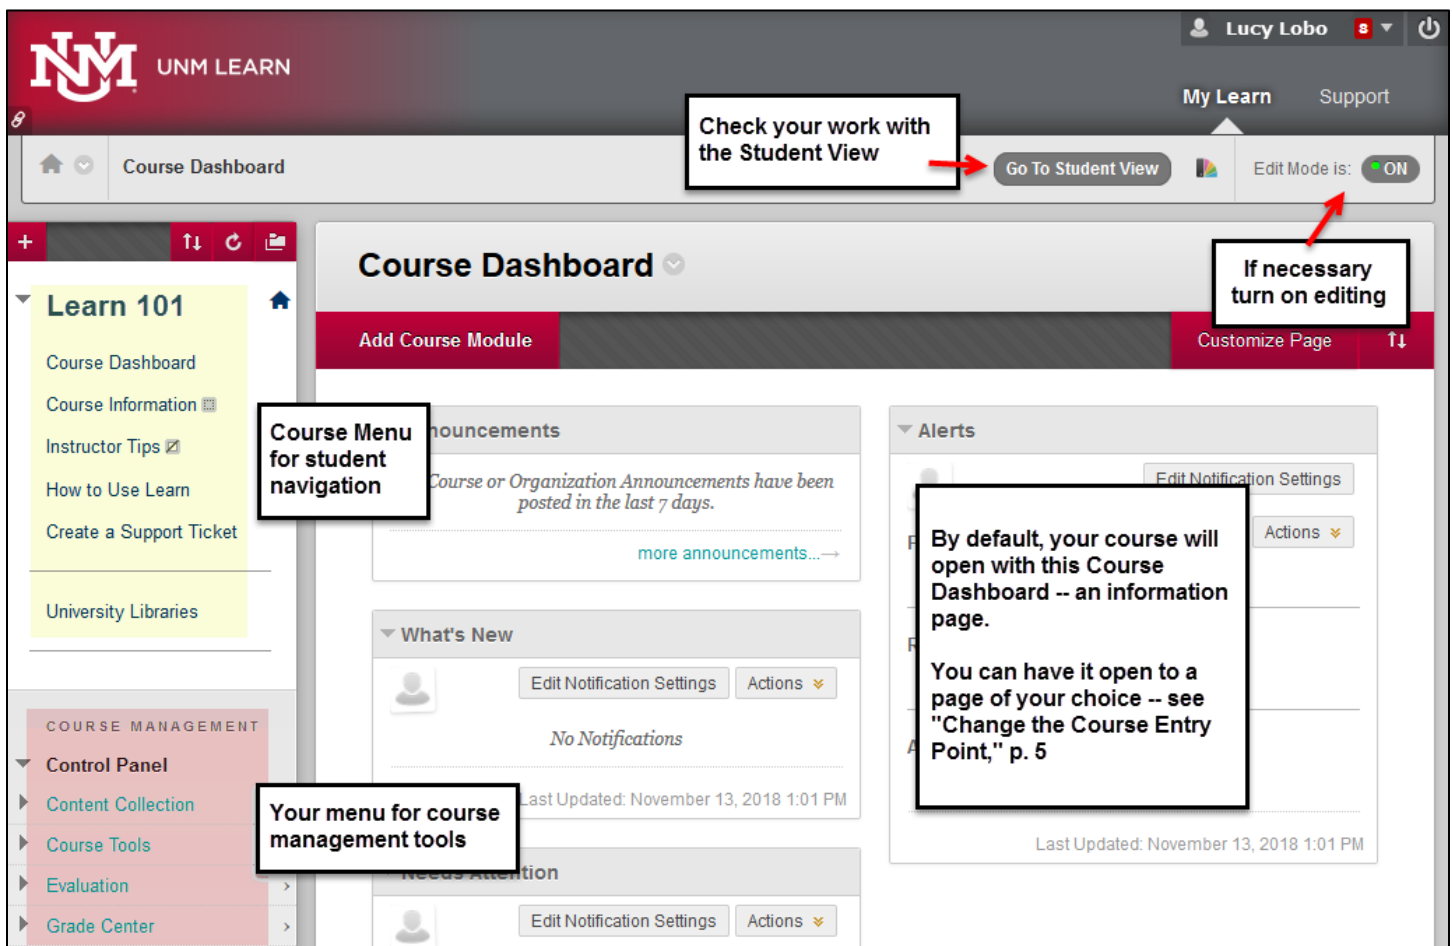 Lucy Lobo 8
UNM UNM LEARN
My Learn Support
Check your work with
the Student View
Course Dashboard
Go To Student View
Edit Mode is: ON
If necessary
turn on editing
Course Dashboard
Learn 101
Add Course Module
Customize Page
Course Dashboard
Course Information
Instructor Tips
How to Use Learn
Create a Support Ticket
University Libraries
Course Menu
for student
navigation
nouncements
Course or Organization Announcements have been
posted in the last 7 days.
more announcements...→
Alerts
Edit Notification Settings
Actions
By default, your course will
open with this Course
Dashboard -- an information
page.
You can have it open to a
page of your choice -- see
"Change the Course Entry
Point," p. 5
Last Updated: November 13, 2018 1:01 PM
What's New
Edit Notification Settings Actions
No Notifications
Last Updated: November 13, 2018 1:01 PM
COURSE MANAGEMENT
Control Panel
Content Collection
Course Tools
Evaluation
Grade Center
Your menu for course
management tools
Needs Attention
Edit Notification Settings Actions